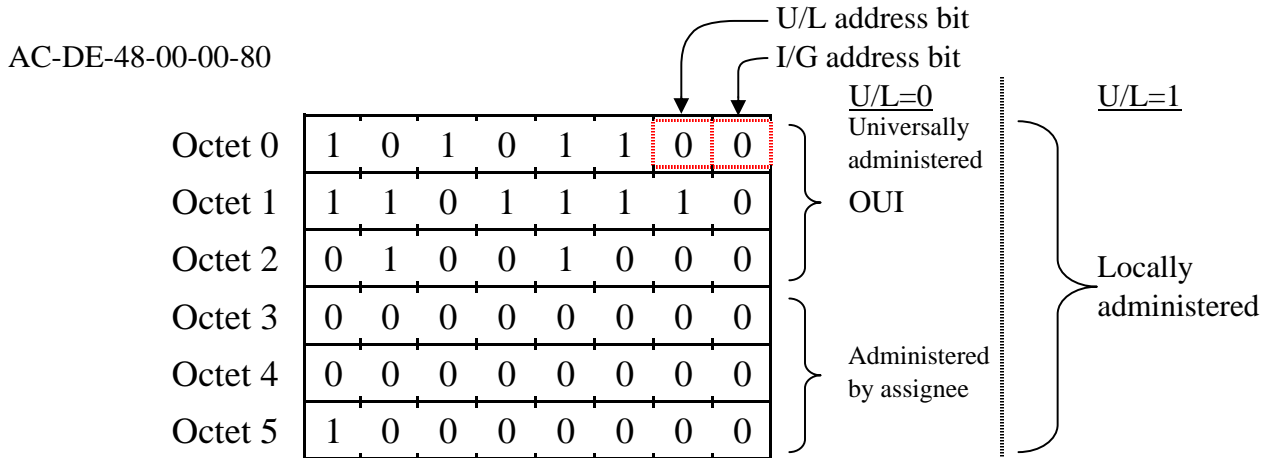 U/L address bit
AC-DE-48-00-00-80
I/G address bit
U/L=0
U/L=1
Octet 0 1 0 1 0 1 1 0 0
Universally
administered
Octet 1 1 1 0 1 1 1 1 0
OUI
Octet 2 0 1 0 0 1 0 0 0
Locally
administered
Octet 3 0 0 0 0 0 0 0 0
Octet 4 0 0 0 0 0 0 0 0
Administered
by assignee
Octet 5 1 0 0 0 0 0 0 0